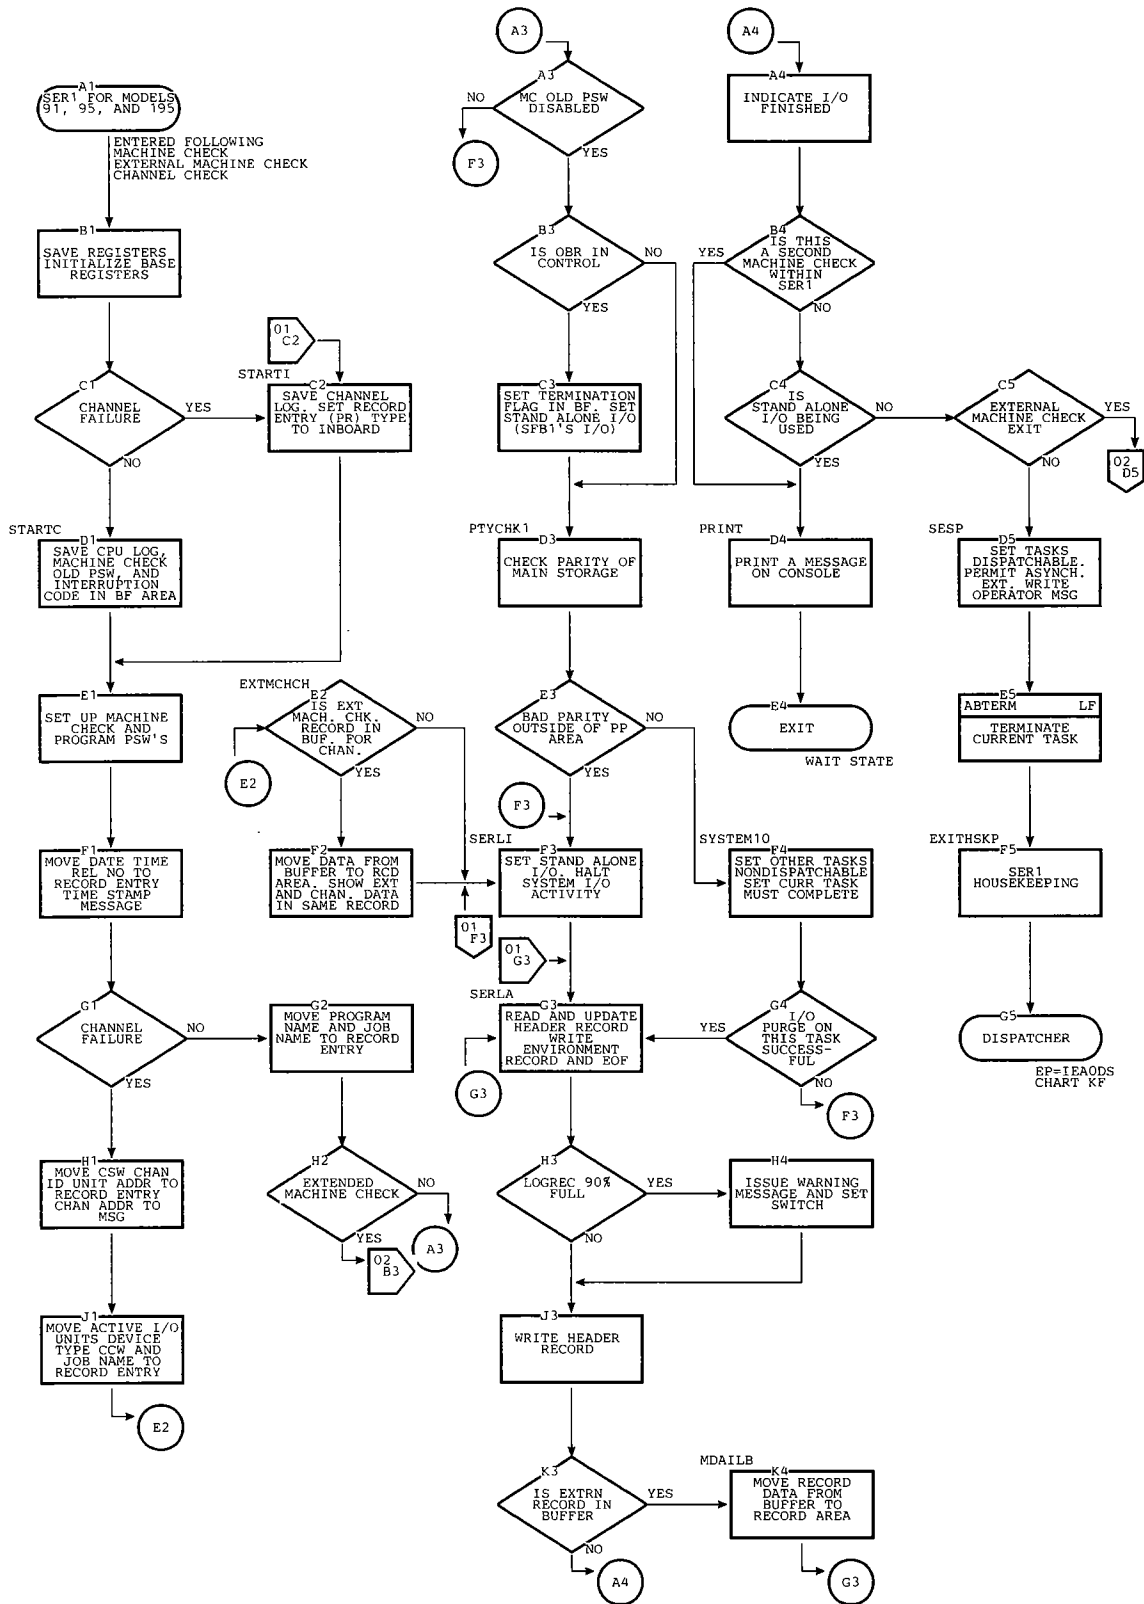 A1
SER1 FOR MODELS
91, 95, AND 195
ENTERED FOLLOWING
MACHINE CHECK
EXTERNAL MACHINE CHECK
CHANNEL CHECK
B1
SAVE REGISTERS
INITIALIZE BASE
REGISTERS
C1
CHANNEL
FAILURE
YES
NO
STARTC
D1
SAVE CPU LOG,
MACHINE CHECK
OLD PSW, AND
INTERRUPTION
CODE IN BF AREA
E1
SET UP MACHINE
CHECK AND
PROGRAM PSW'S
F1
MOVE DATE TIME
REL NO TO
RECORD ENTRY
TIME STAMP
MESSAGE
G1
CHANNEL
FAILURE
NO
YES
H1
MOVE CSW CHAN
ID UNIT ADDR TO
RECORD ENTRY
CHAN ADDR TO
MSG
J1
MOVE ACTIVE I/O
UNITS DEVICE
TYPE CCW AND
JOB NAME TO
RECORD ENTRY
E2
01
C2
STARTI
C2
SAVE CHANNEL
LOG. SET RECORD
ENTRY (PR) TYPE
TO INBOARD
EXTMCHCH
E2
IS EXT
MACH. CHK.
RECORD IN
BUF. FOR
CHAN.
NO
YES
E2
F2
MOVE DATA FROM
BUFFER TO RCD
AREA. SHOW EXT
AND CHAN. DATA
IN SAME RECORD
01
F3
G2
MOVE PROGRAM
NAME AND JOB
NAME TO RECORD
ENTRY
H2
EXTENDED
MACHINE CHECK
NO
YES
A3
02
B3
A3
A3
MC OLD PSW
DISABLED
NO
YES
F3
B3
IS OBR IN
CONTROL
NO
YES
C3
SET TERMINATION
FLAG IN BF. SET
STAND ALONE I/O
(SFB1'S I/O)
PTYCHK1
D3
CHECK PARITY OF
MAIN STORAGE
E3
BAD PARITY
OUTSIDE OF PP
AREA
NO
YES
F3
SERLI
F3
SET STAND ALONE
I/O. HALT
SYSTEM I/O
ACTIVITY
01
G3
SERLA
G3
READ AND UPDATE
HEADER RECORD
WRITE
ENVIRONMENT
RECORD AND EOF
G3
H3
LOGREC 90%
FULL
YES
NO
J3
WRITE HEADER
RECORD
K3
IS EXTRN
RECORD IN
BUFFER
YES
NO
A4
A4
A4
INDICATE I/O
FINISHED
B4
IS THIS
A SECOND
MACHINE CHECK
WITHIN
SER1
YES
NO
C4
IS
STAND ALONE
I/O BEING
USED
NO
YES
PRINT
D4
PRINT A MESSAGE
ON CONSOLE
E4
EXIT
WAIT STATE
SYSTEM10
F4
SET OTHER TASKS
NONDISPATCHABLE
SET CURR TASK
MUST COMPLETE
G4
I/O
PURGE ON
THIS TASK
SUCCESS-
FUL
YES
NO
F3
H4
ISSUE WARNING
MESSAGE AND SET
SWITCH
MDAILB
K4
MOVE RECORD
DATA FROM
BUFFER TO
RECORD AREA
G3
C5
EXTERNAL
MACHINE CHECK
EXIT
YES
NO
02
D5
SESP
D5
SET TASKS
DISPATCHABLE.
PERMIT ASYNCH.
EXT. WRITE
OPERATOR MSG
E5
ABTERM LF
TERMINATE
CURRENT TASK
EXITHSKP
F5
SER1
HOUSEKEEPING
G5
DISPATCHER
EP=IEA0DS
CHART KF